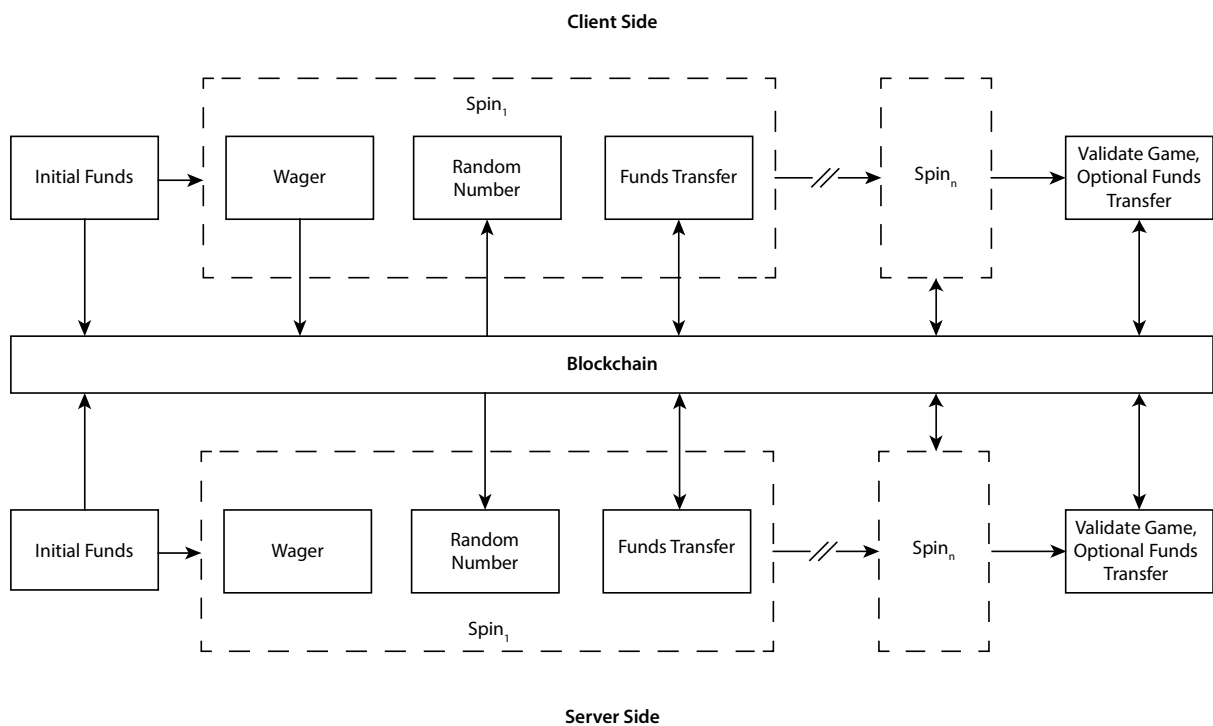 Client Side
Spin₁
Initial Funds
Wager
Random
Number
Funds Transfer
Spinₙ
Validate Game,
Optional Funds
Transfer
Blockchain
Initial Funds
Wager
Random
Number
Funds Transfer
Spinₙ
Validate Game,
Optional Funds
Transfer
Spin₁
Server Side